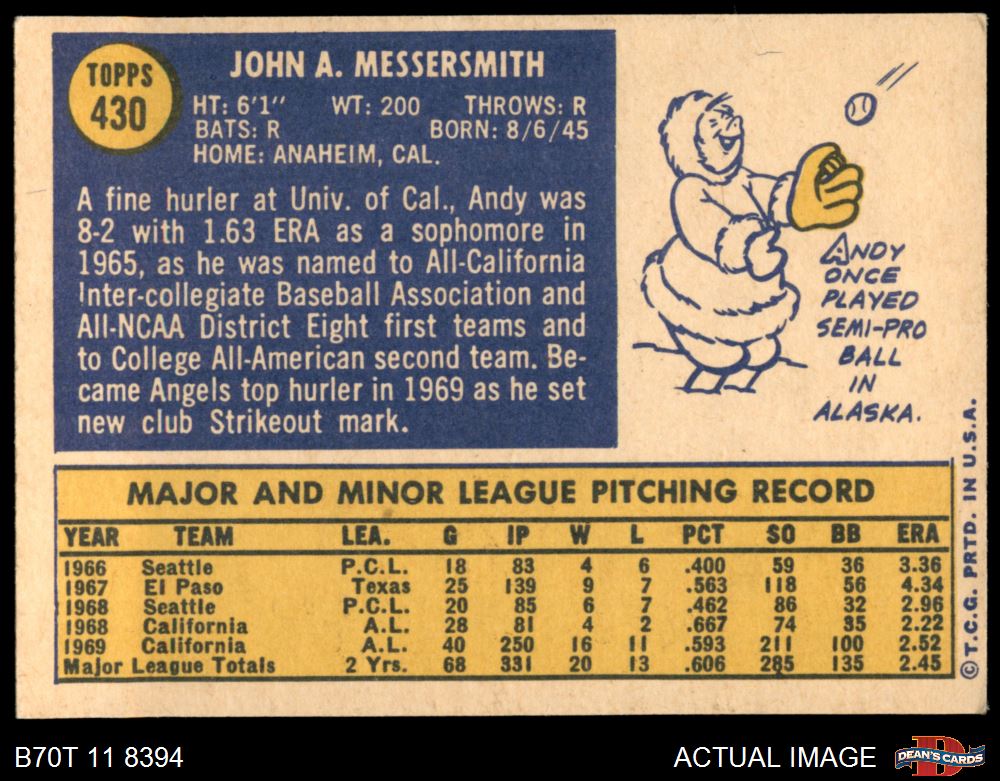 TOPPS
430
JOHN A. MESSERSMITH
HT: 6'1" WT: 200 THROWS: R
BATS: R BORN: 8/6/45
HOME: ANAHEIM, CAL.
A fine hurler at Univ. of Cal., Andy was
8-2 with 1.63 ERA as a sophomore in
1965, as he was named to All-California
Inter-collegiate Baseball Association and
All-NCAA District Eight first teams and
to College All-American second team. Be-
came Angels top hurler in 1969 as he set
new club Strikeout mark.
ANDY
ONCE
PLAYED
SEMI-PRO
BALL
IN
ALASKA.
MAJOR AND MINOR LEAGUE PITCHING RECORD
YEAR TEAM LEA. G IP W L PCT SO BB ERA
1966 Seattle P.C.L. 18 83 4 6 .400 59 36 3.36
1967 El Paso Texas 25 139 9 7 .563 118 56 4.34
1968 Seattle P.C.L. 20 85 6 7 .462 86 32 2.96
1968 California A.L. 28 81 4 2 .667 74 35 2.22
1969 California A.L. 40 250 16 11 .593 211 100 2.52
Major League Totals 2 Yrs. 68 331 20 13 .606 285 135 2.45
© T.C.G. PRTD. IN U.S.A.
B70T 11 8394
ACTUAL IMAGE
D
DEAN'S CARDS